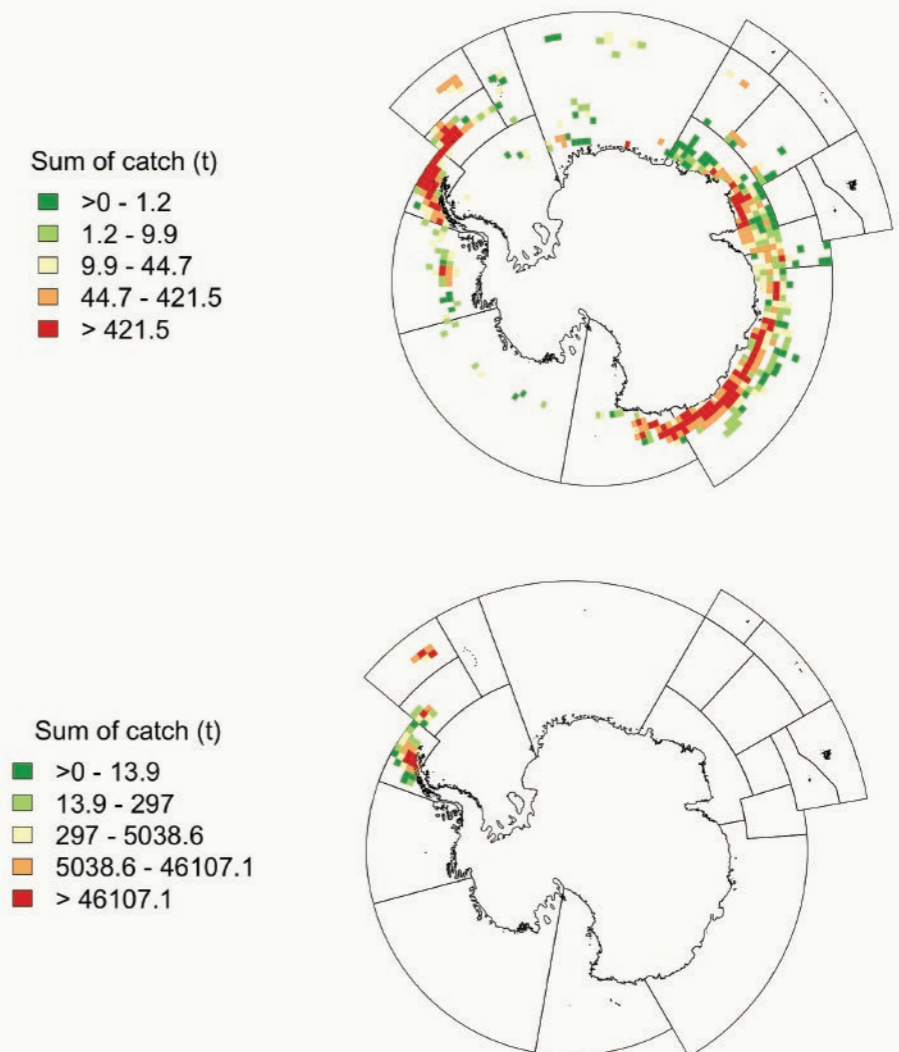 Sum of catch (t)
>0 - 1.2
1.2 - 9.9
9.9 - 44.7
44.7 - 421.5
> 421.5
Sum of catch (t)
>0 - 13.9
13.9 - 297
297 - 5038.6
5038.6 - 46107.1
> 46107.1